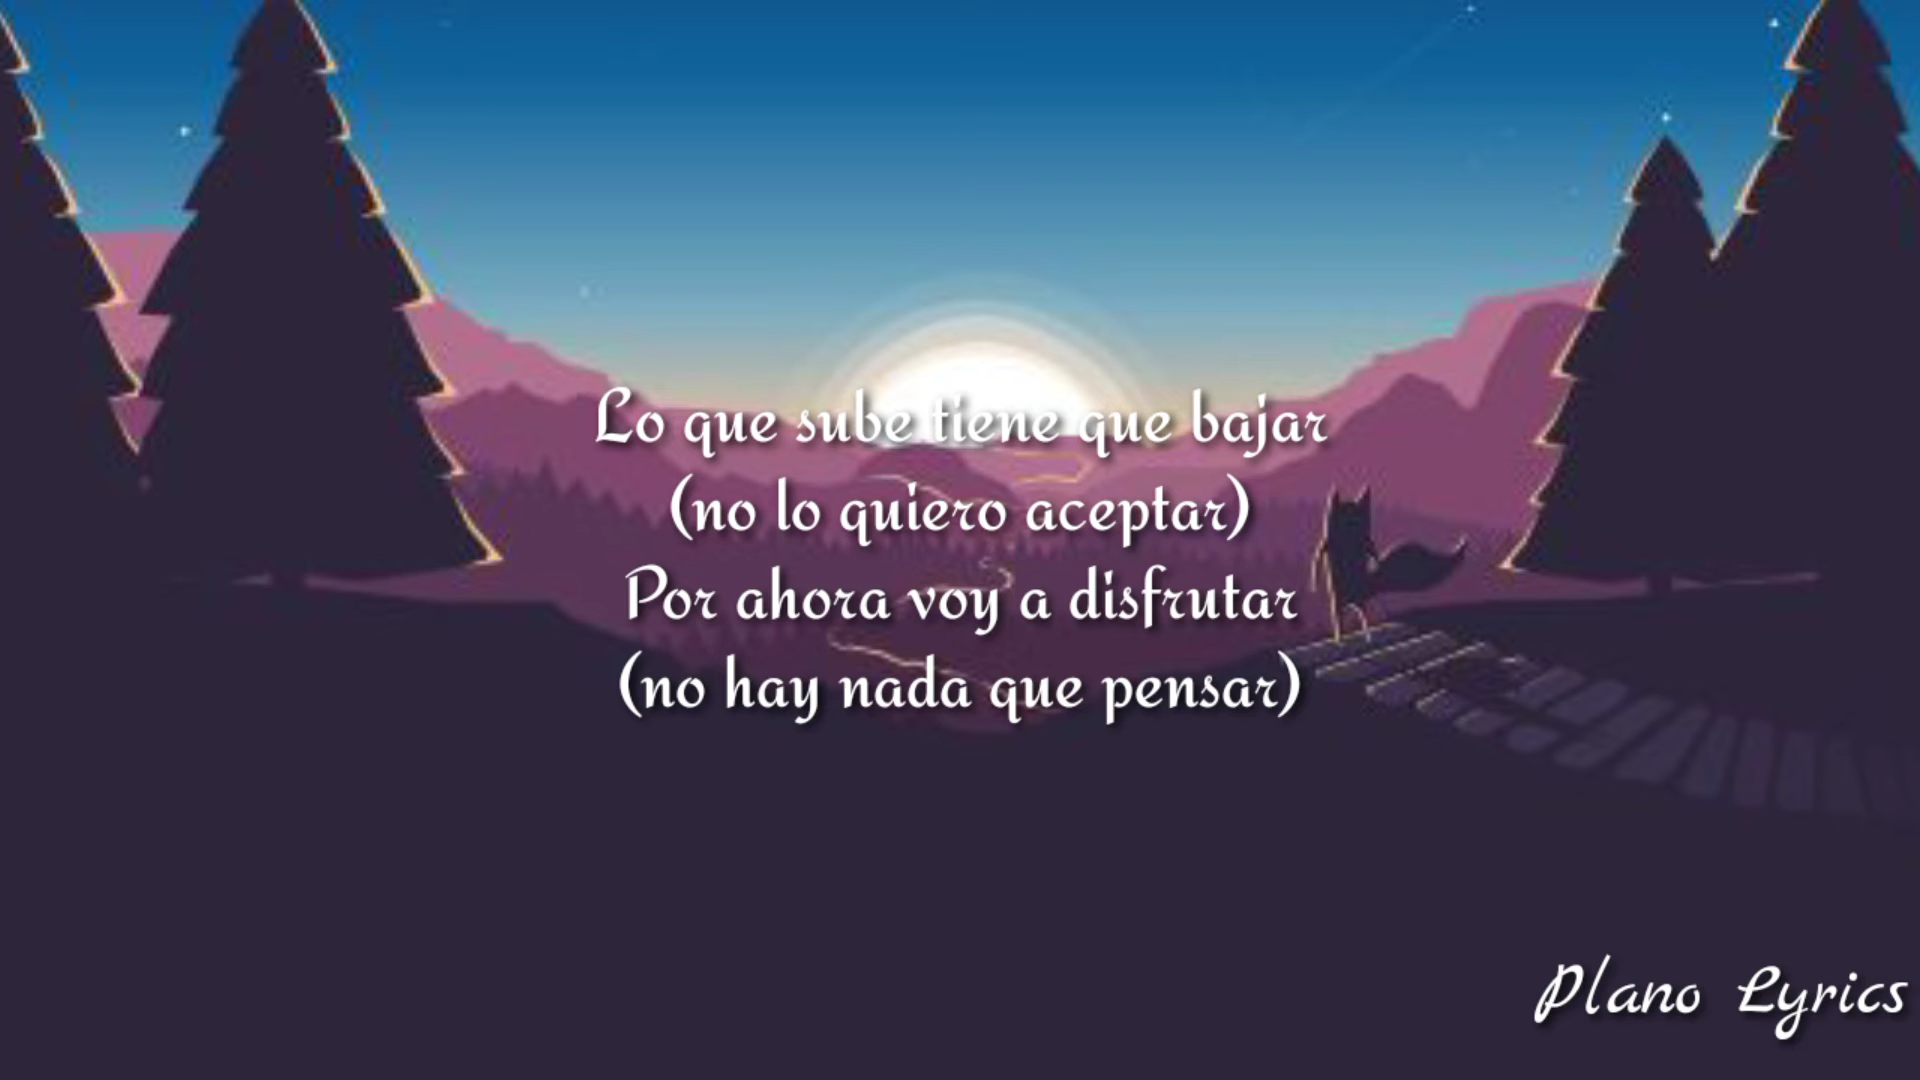 Lo que sube tiene que bajar
(no lo quiero aceptar)
Por ahora voy a disfrutar
(no hay nada que pensar)
Plano Lyrics